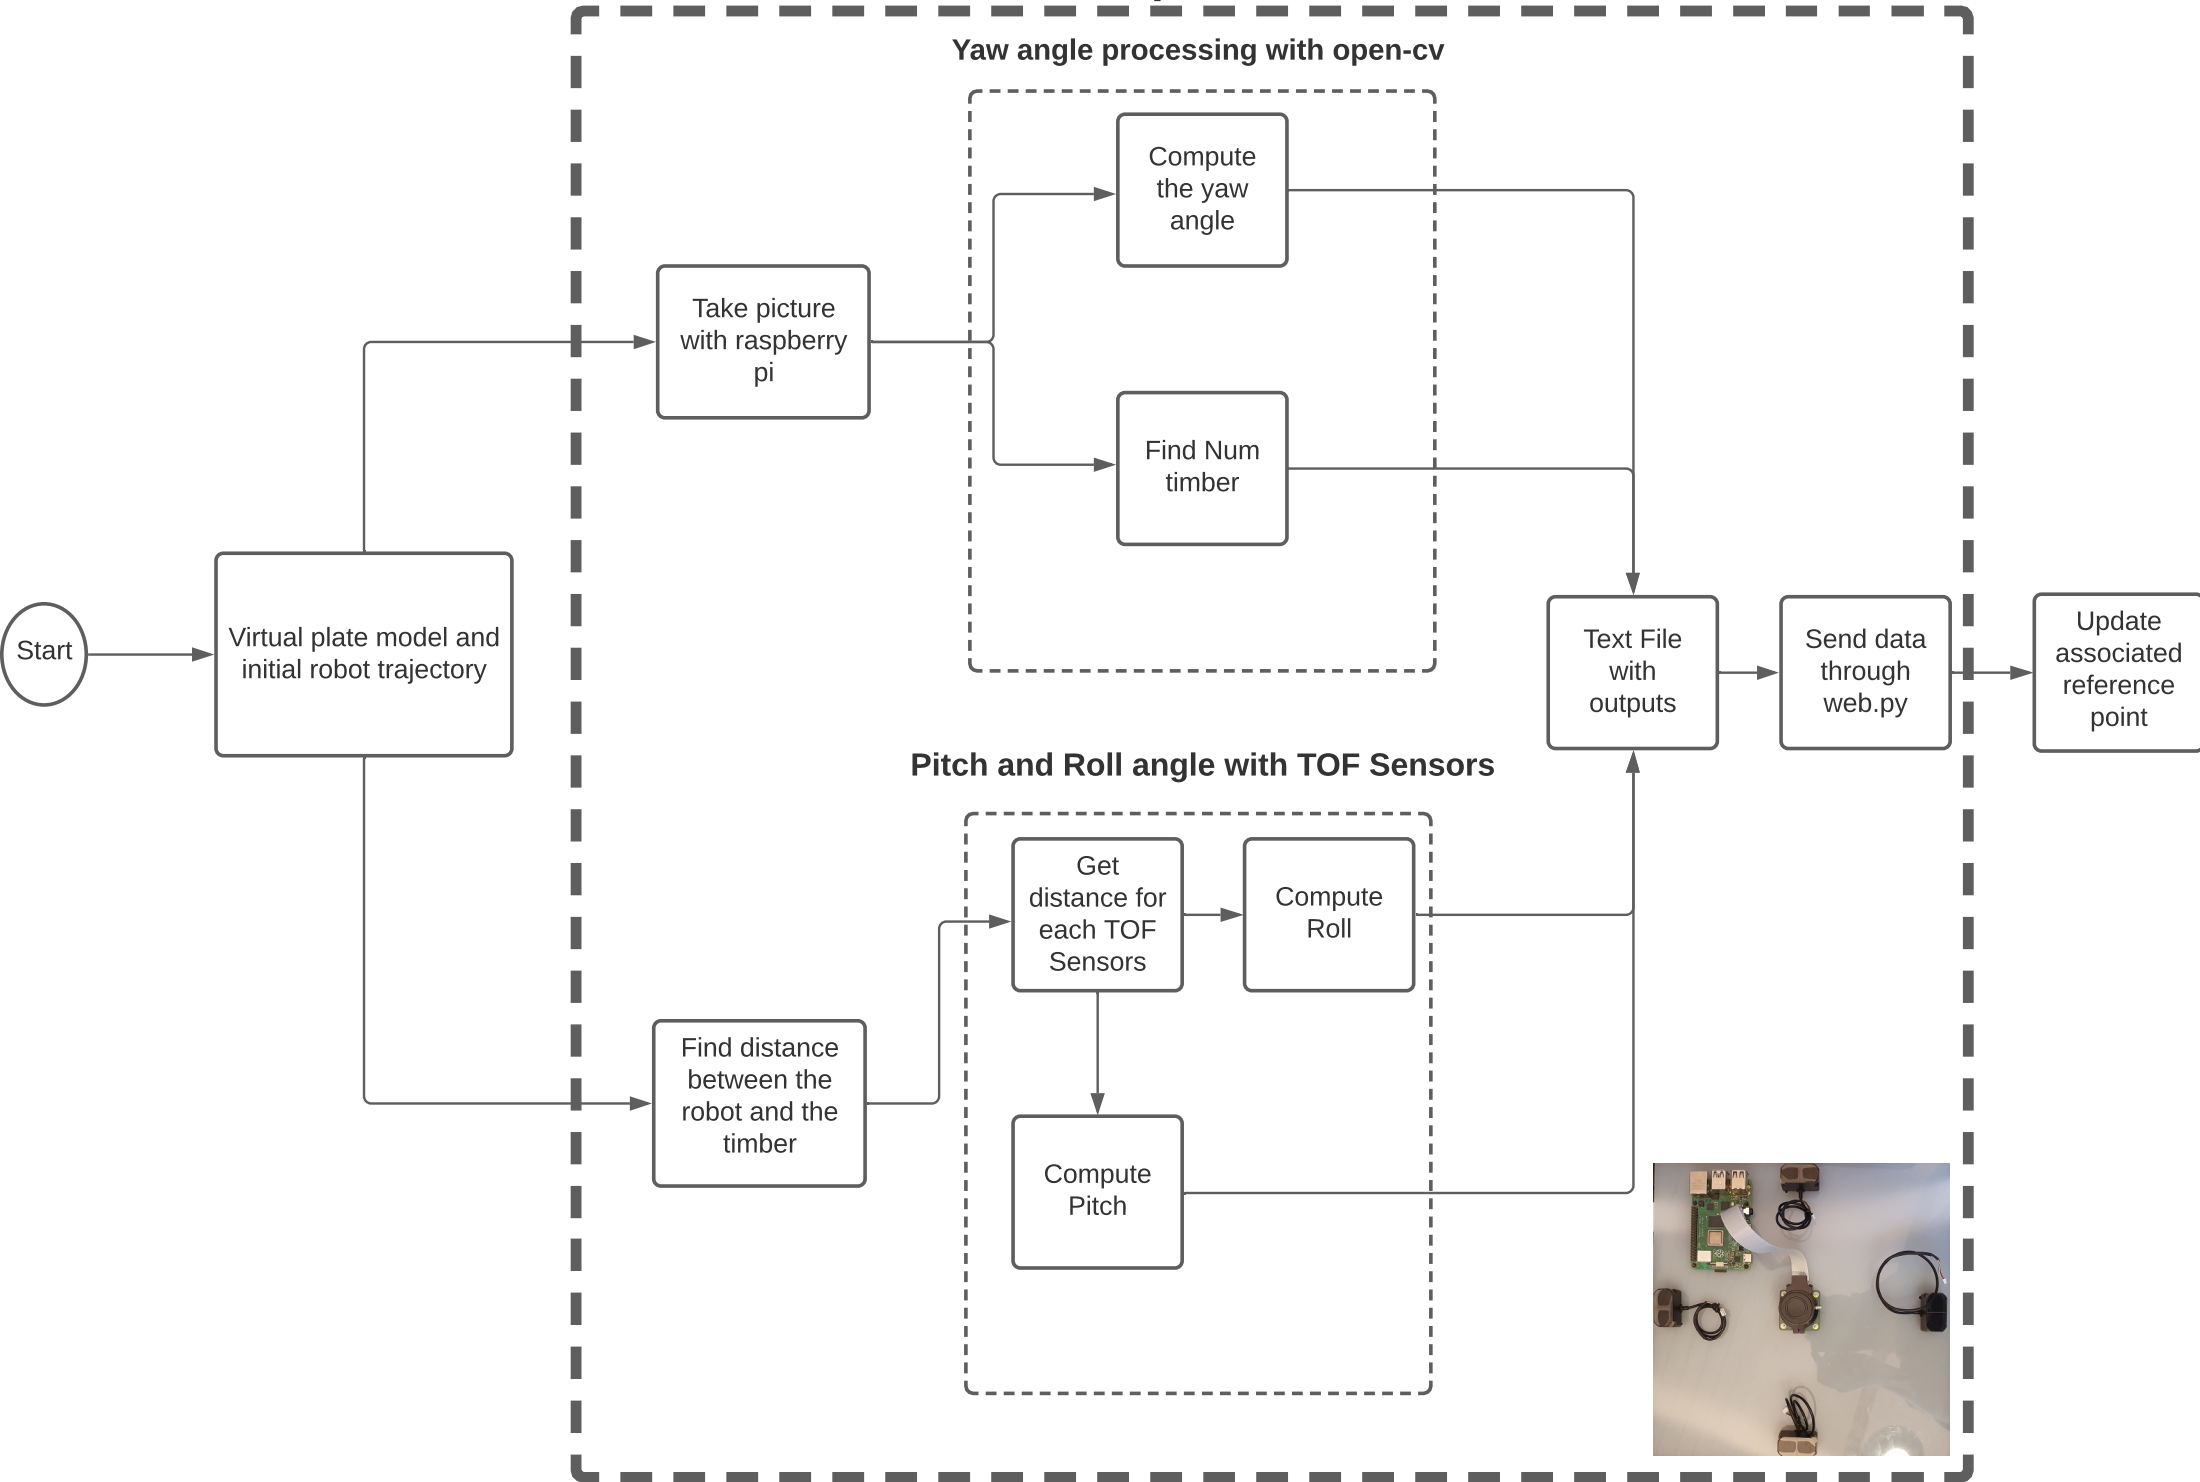 Yaw angle processing with open-cv
Compute
the yaw
angle
Take picture
with raspberry
pi
Find Num
timber
Start
Virtual plate model and
initial robot trajectory
Text File
with
outputs
Send data
through
web.py
Update
associated
reference
point
Pitch and Roll angle with TOF Sensors
Get
distance for
each TOF
Sensors
Compute
Roll
Find distance
between the
robot and the
timber
Compute
Pitch